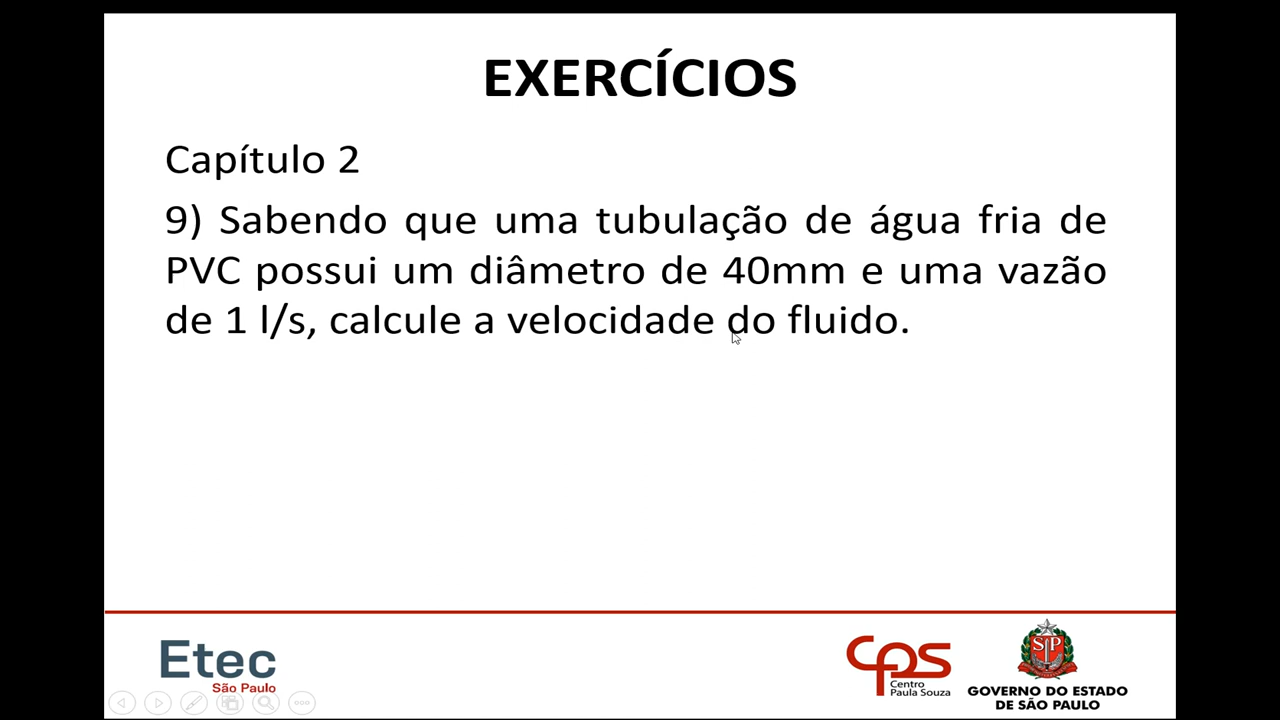 EXERCÍCIOS
Capítulo 2
9) Sabendo que uma tubulação de água fria de
PVC possui um diâmetro de 40mm e uma vazão
de 1 l/s, calcule a velocidade do fluido.
Etec
São Paulo
CPS
Centro
Paula Souza
SP
GOVERNO DO ESTADO
DE SÃO PAULO